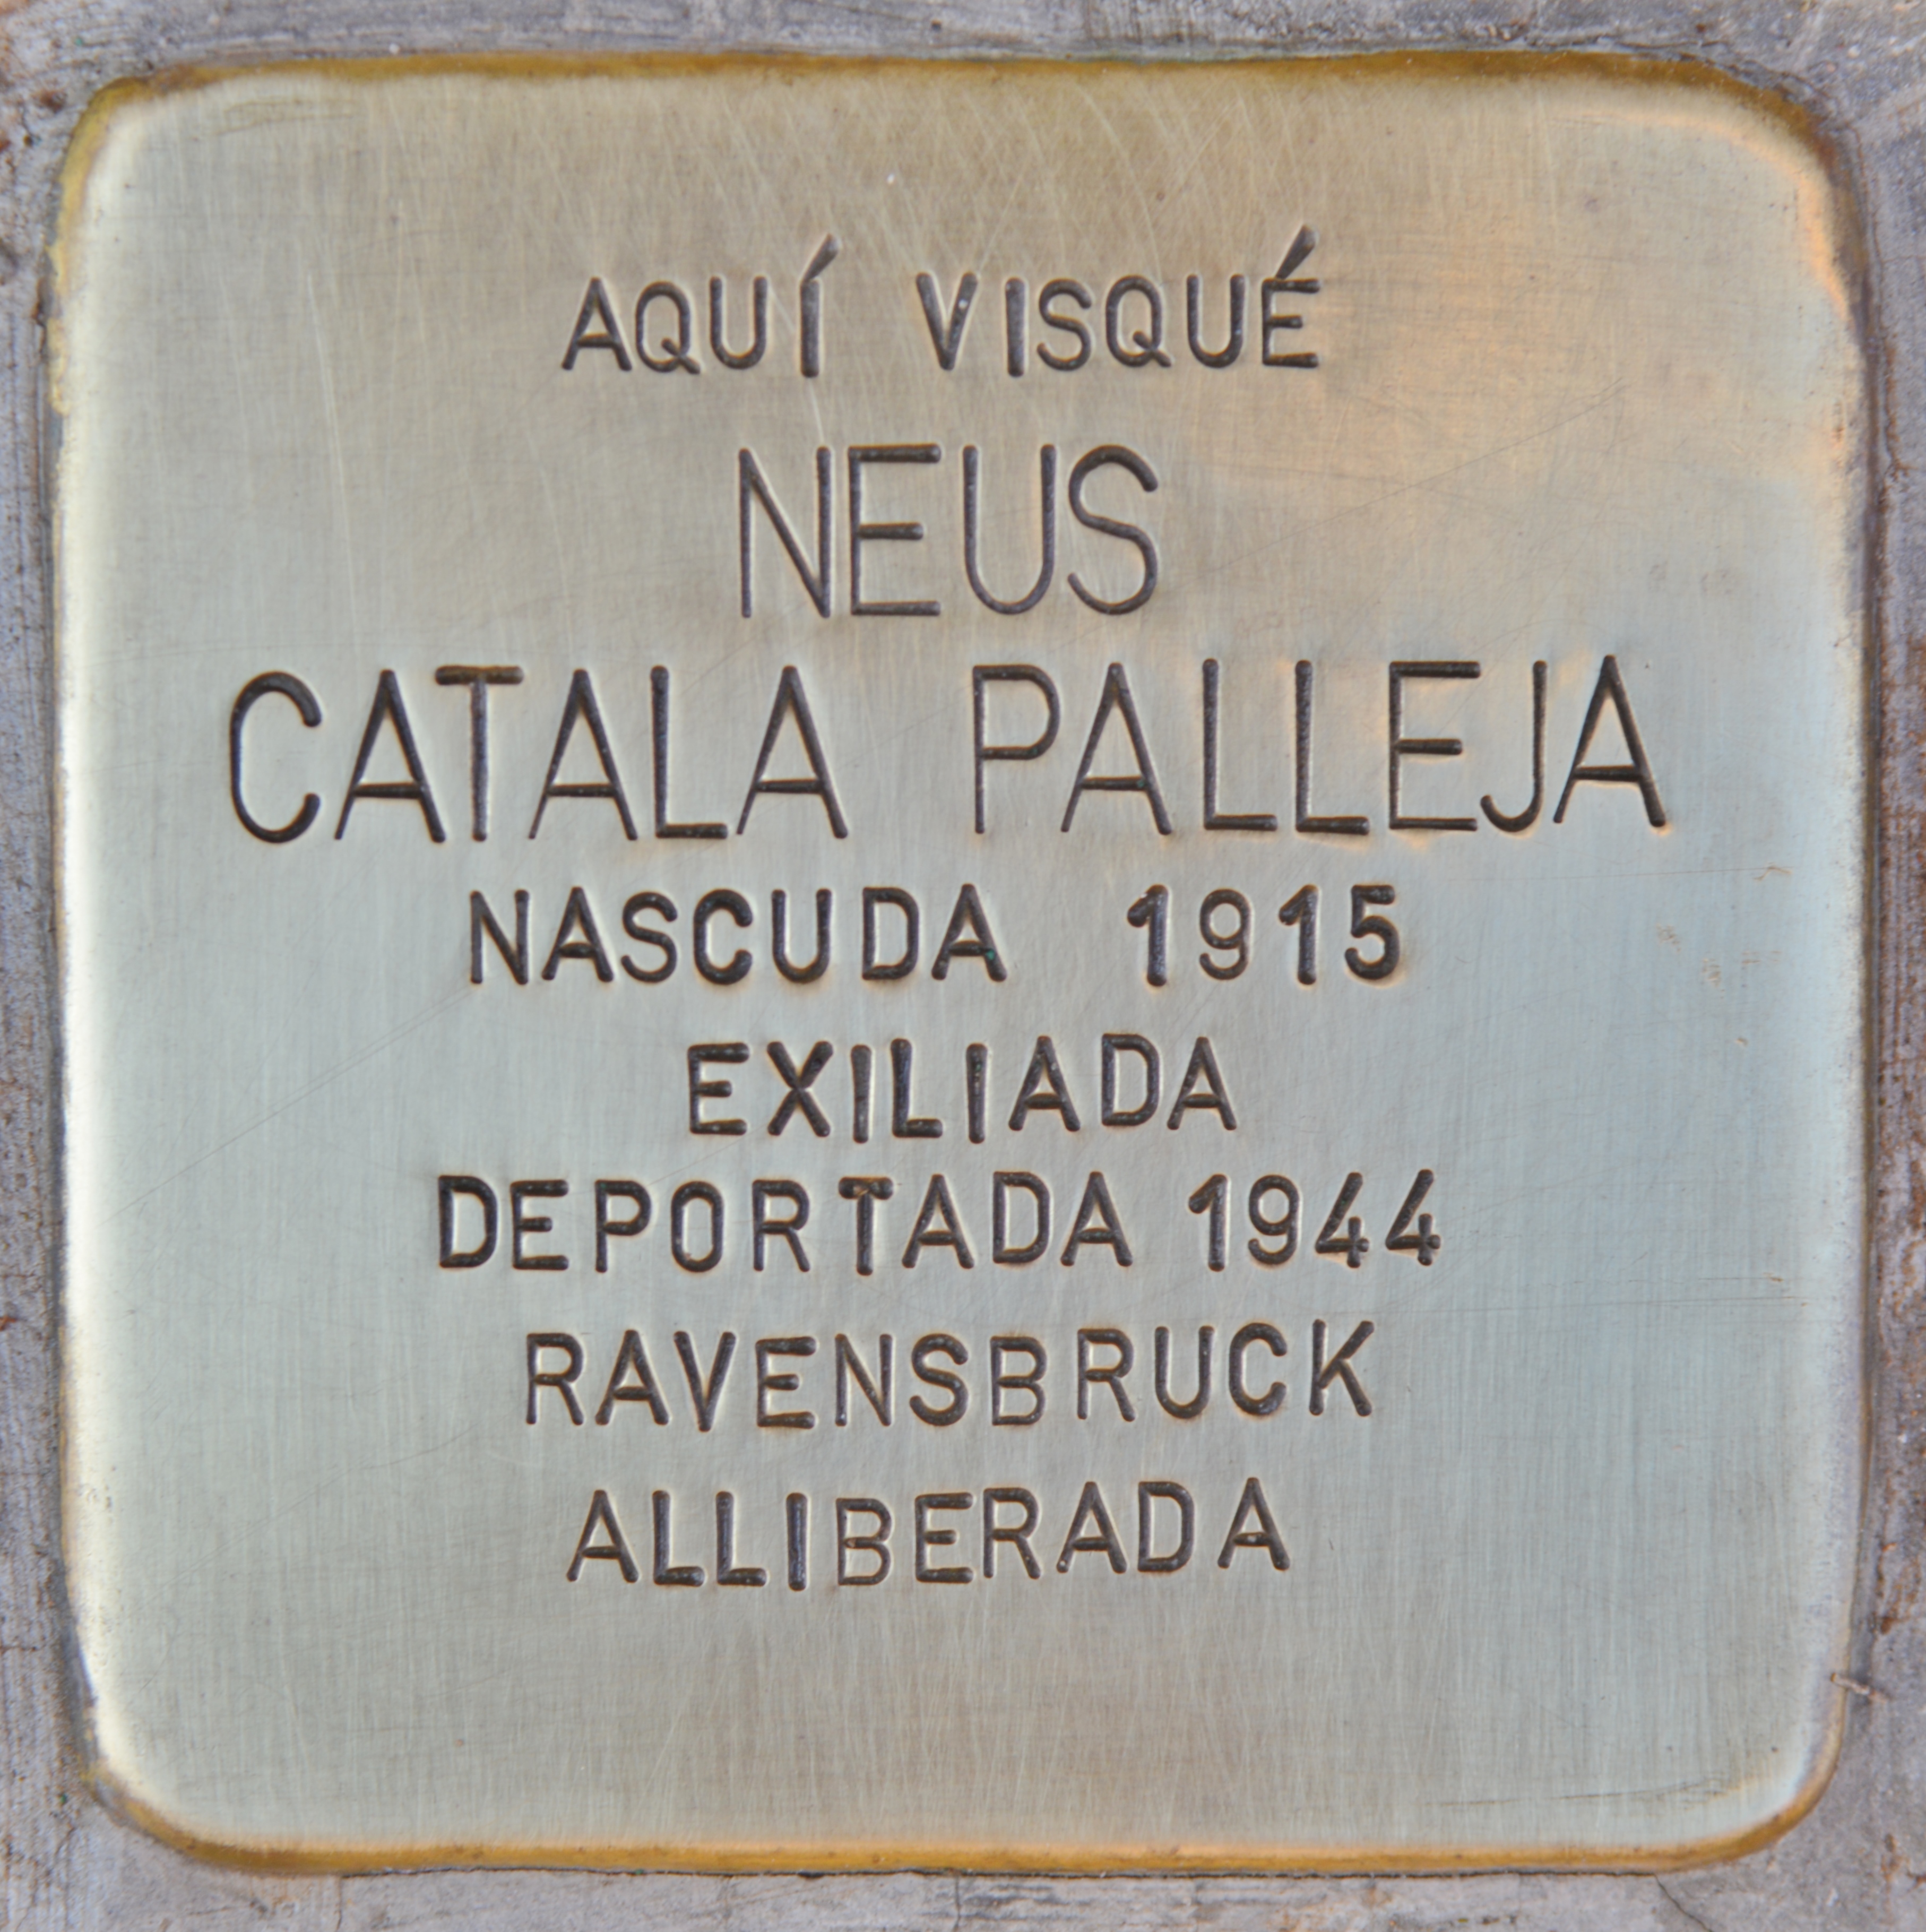 AQUÍ VISQUÉ
NEUS
CATALA PALLEJA
NASCUDA 1915
EXILIADA
DEPORTADA 1944
RAVENSBRUCK
ALLIBERADA